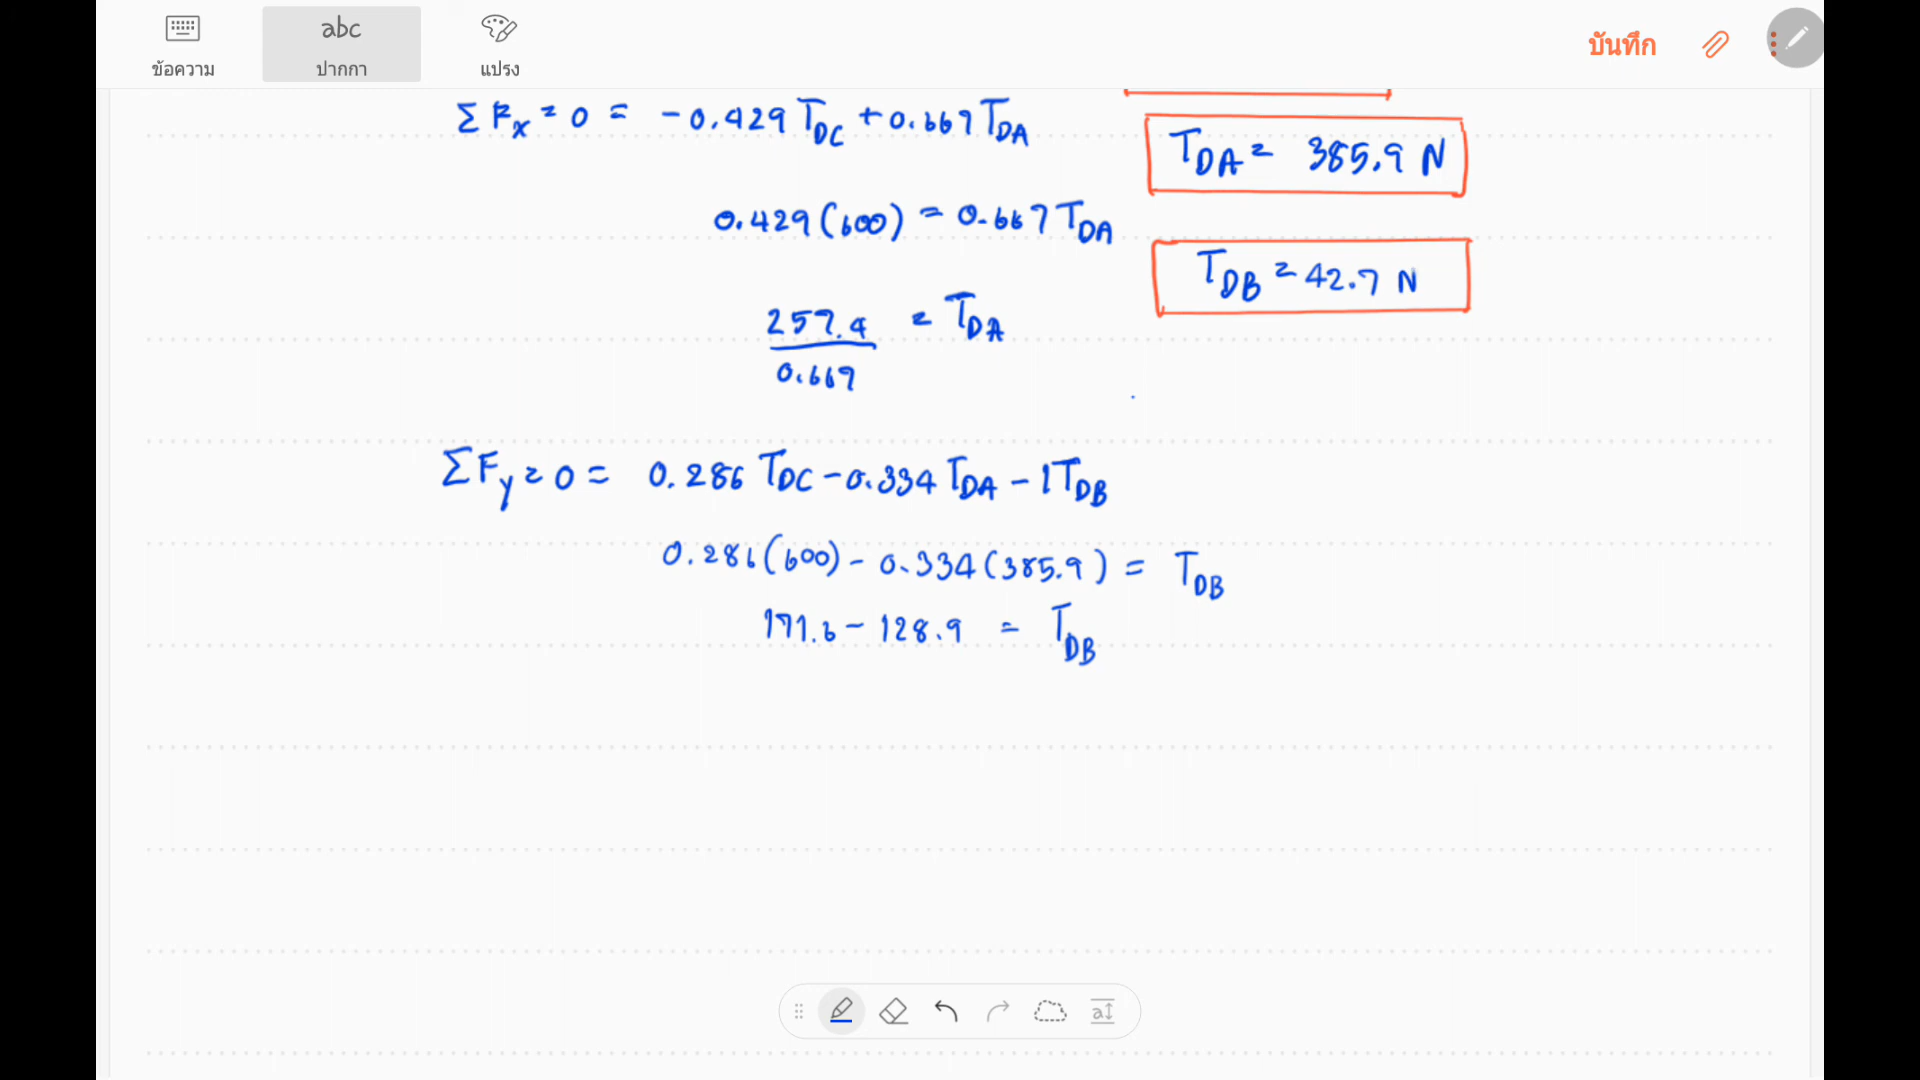 ข้อความ
abc
ปากกา
แปรง
บันทึก
Σ Fx = 0 = - 0.429 TDC + 0.667 TDA
TDA = 385.9 N
0.429 (600) = 0.667 TDA
TDB = 42.7 N
257.4 = TDA
0.667
ΣFy = 0 = 0.286 TDC - 0.334 TDA - 1TDB
0.286 (600) - 0.334 (385.9) = TDB
171.6 - 128.9 = TDB
a